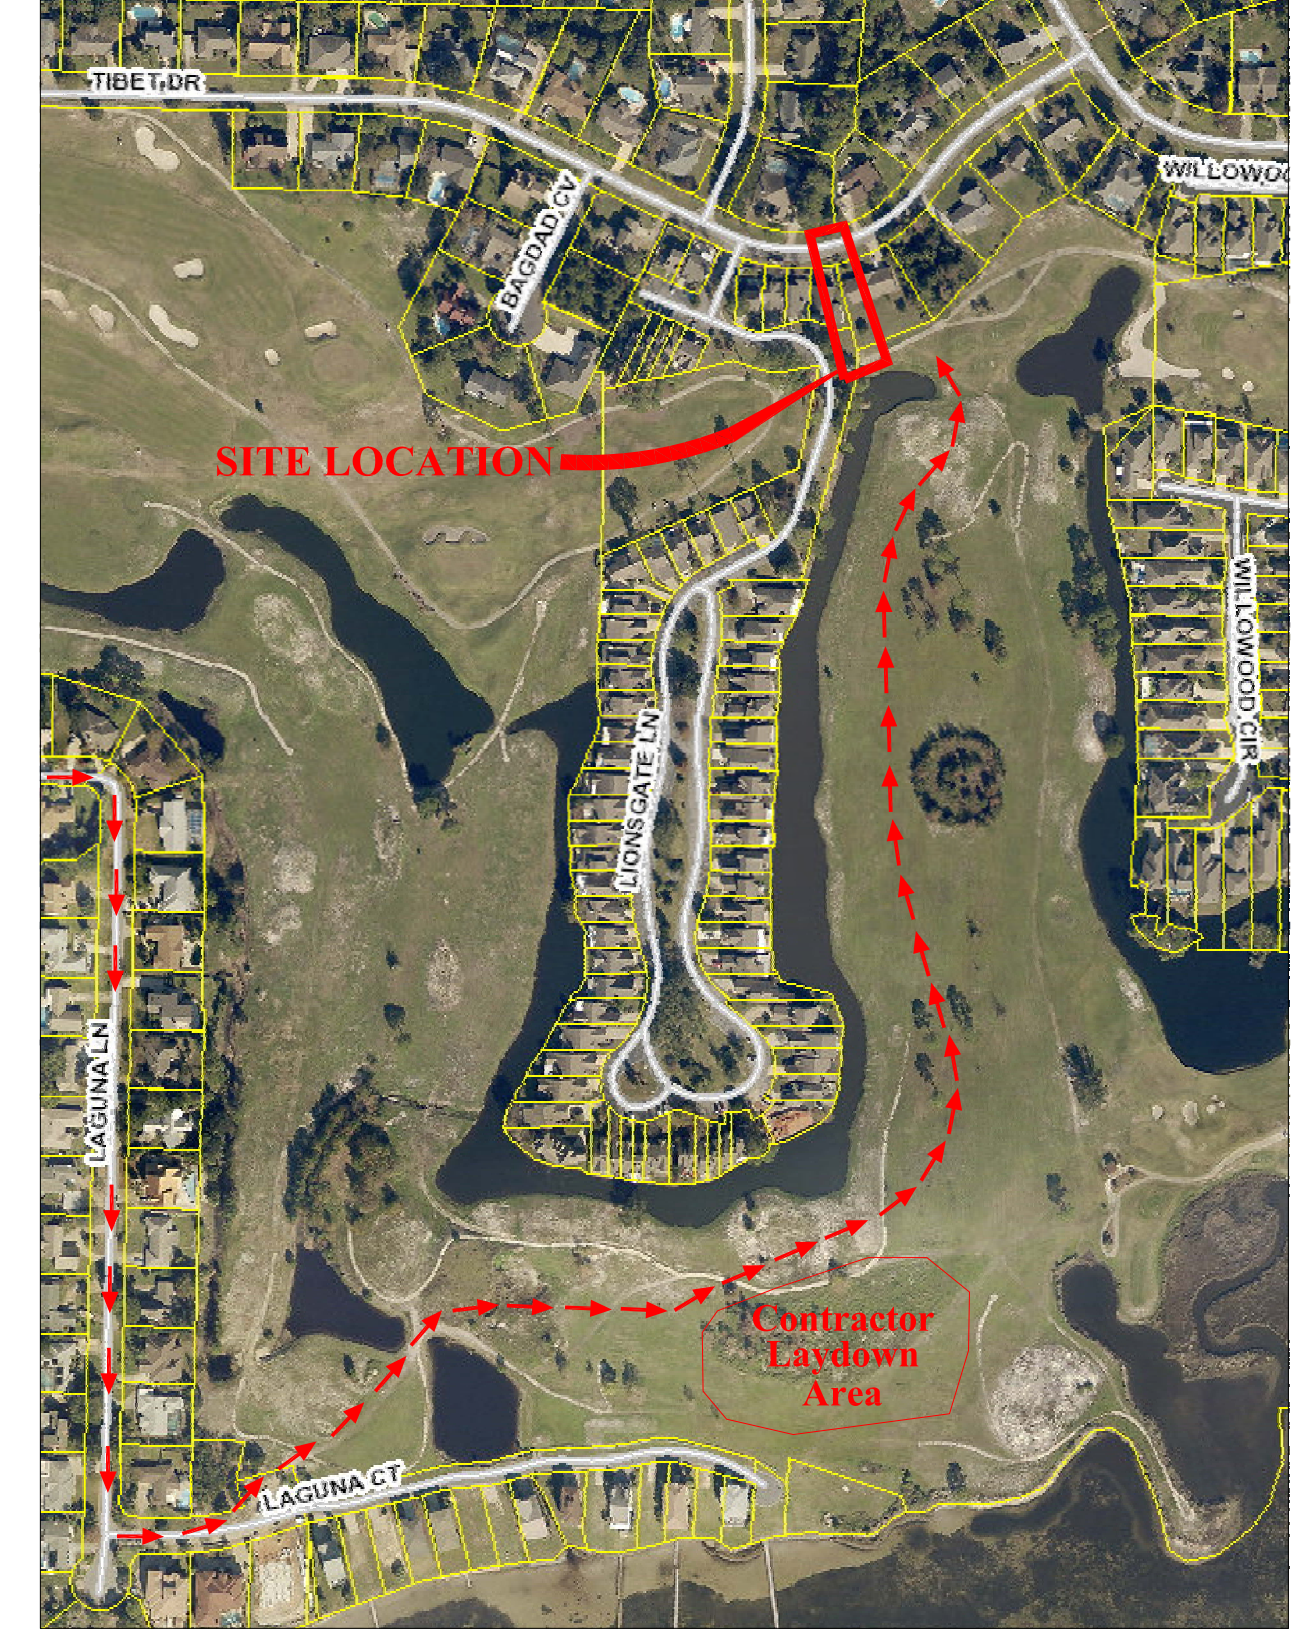 TIBET DR
WILLOWOO
BAGDAD CV
SITE LOCATION
WILLOWOOD CIR
LIONSGATE LN
LAGUNA LN
Contractor
Laydown
Area
LAGUNA CT